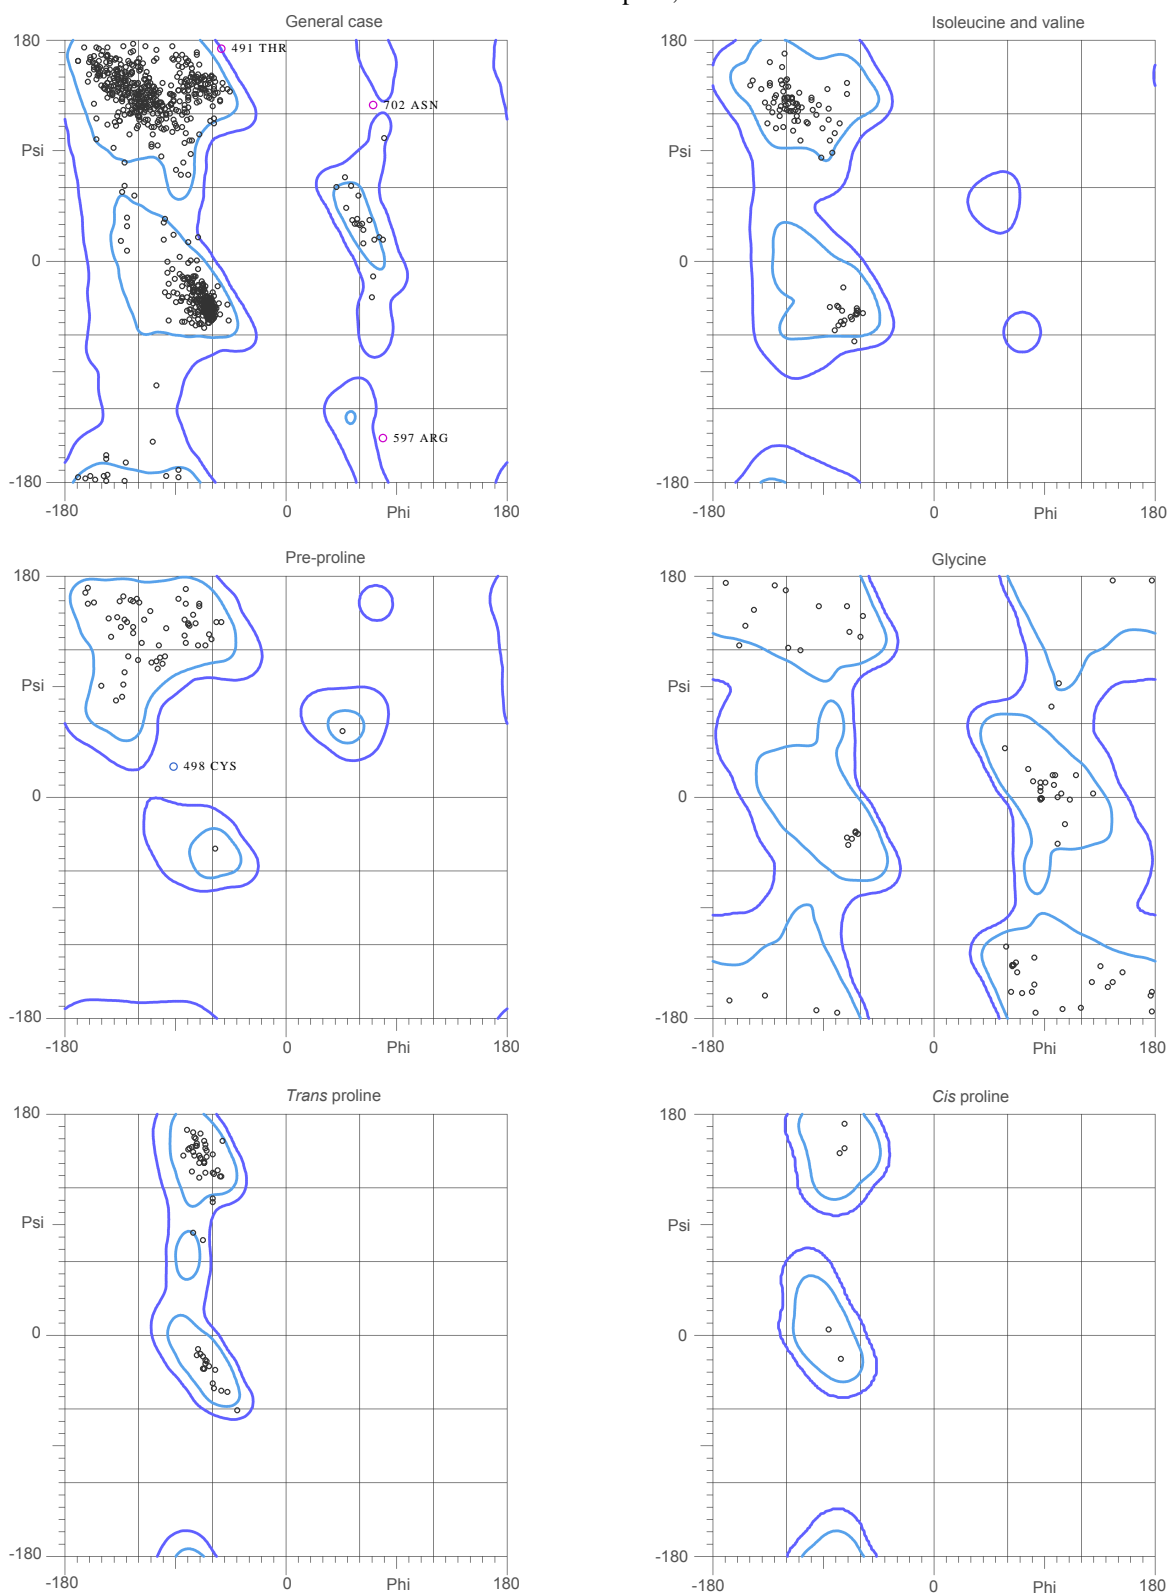 General case
180
491 THR
702 ASN
Psi
0
597 ARG
-180
-180
0
Phi
180
Isoleucine and valine
180
Psi
0
-180
-180
0
Phi
180
Pre-proline
180
Psi
498 CYS
0
-180
-180
0
Phi
180
Glycine
180
Psi
0
-180
-180
0
Phi
180
Trans proline
180
Psi
0
-180
-180
0
Phi
180
Cis proline
180
Psi
0
-180
-180
0
Phi
180